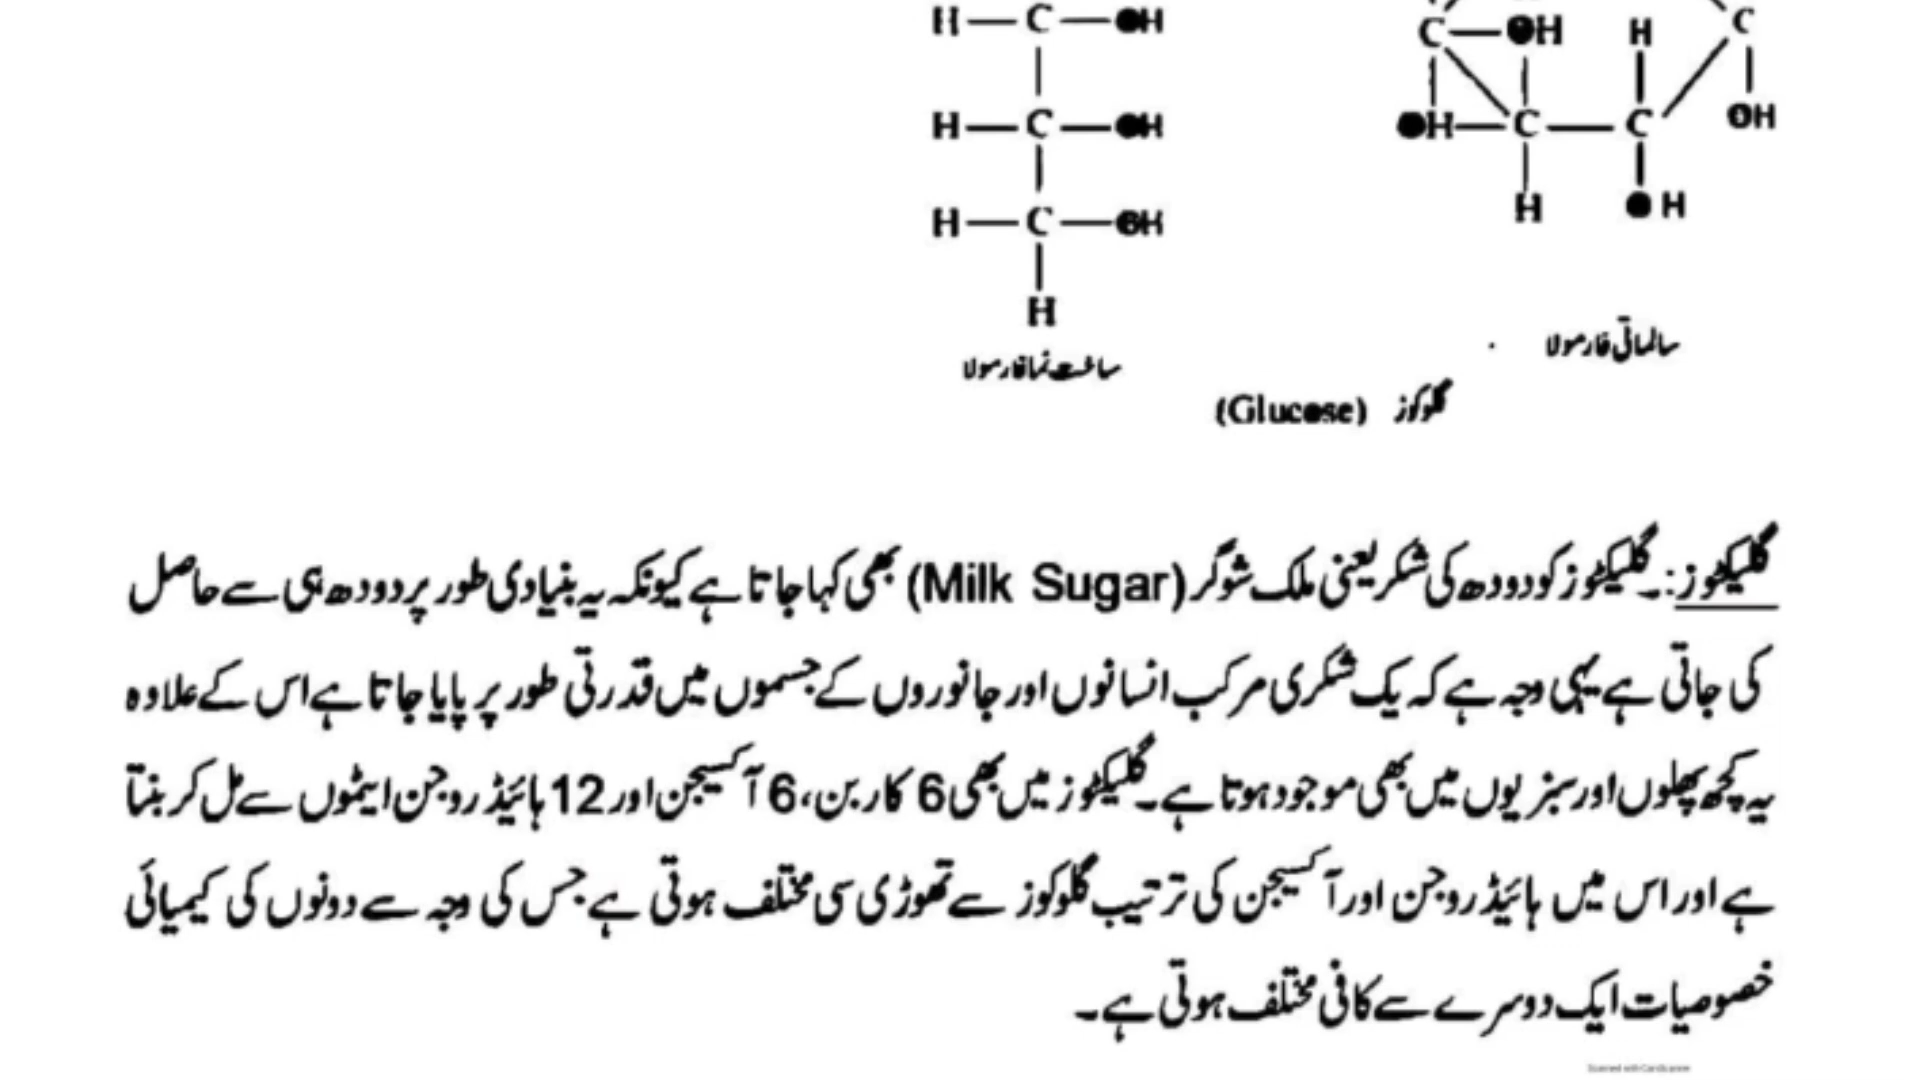 H—C—OH C—OH H C
H—C—OH OH—C—C OH
H—C—OH H OH
H
سالماتی فارمولا
ساخت نما فارمولا
گلوکوز (Glucose)
گلیکٹوز:۔ گلیکٹوز کو دودھ کی شکر یعنی ملک شوگر (Milk Sugar) بھی کہا جاتا ہے کیونکہ یہ بنیادی طور پر دودھ ہی سے حاصل
کی جاتی ہے یہی وجہ ہے کہ یک شکری مرکب انسانوں اور جانوروں کے جسموں میں قدرتی طور پر پایا جاتا ہے اس کے علاوہ
یہ کچھ پھلوں اور سبزیوں میں بھی موجود ہوتا ہے۔ گلیکٹوز میں بھی 6 کاربن، 6 آکسیجن اور 12 ہائیڈروجن ایٹموں سے مل کر بنتا
ہے اور اس میں ہائیڈروجن اور آکسیجن کی ترتیب گلوکوز سے تھوڑی سی مختلف ہوتی ہے جس کی وجہ سے دونوں کی کیمیائی
خصوصیات ایک دوسرے سے کافی مختلف ہوتی ہے۔
Scanned with CamScanner